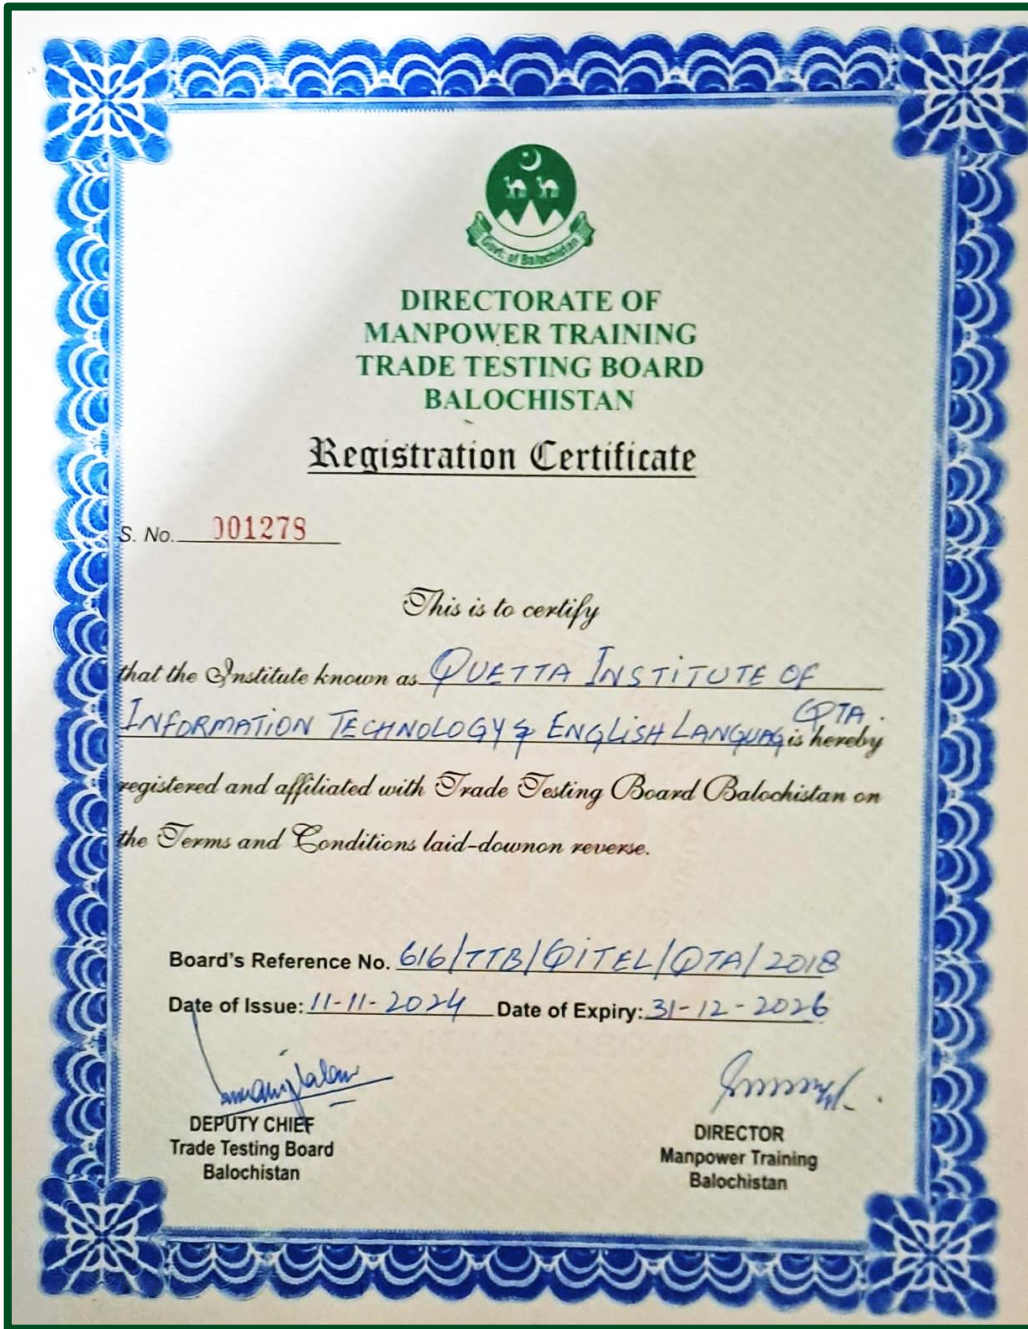 Govt: of Balochistan
DIRECTORATE OF
MANPOWER TRAINING
TRADE TESTING BOARD
BALOCHISTAN
Registration Certificate
S. No. 001278
This is to certify
that the Institute known as QUETTA INSTITUTE OF
INFORMATION TECHNOLOGY & ENGLISH LANGUAG QTA. is hereby
registered and affiliated with Trade Testing Board Balochistan on
the Terms and Conditions laid-downon reverse.
Board's Reference No. 616/TTB/QITEL/QTA/2018
Date of Issue: 11-11-2024 Date of Expiry: 31-12-2026
DEPUTY CHIEF
Trade Testing Board
Balochistan
DIRECTOR
Manpower Training
Balochistan